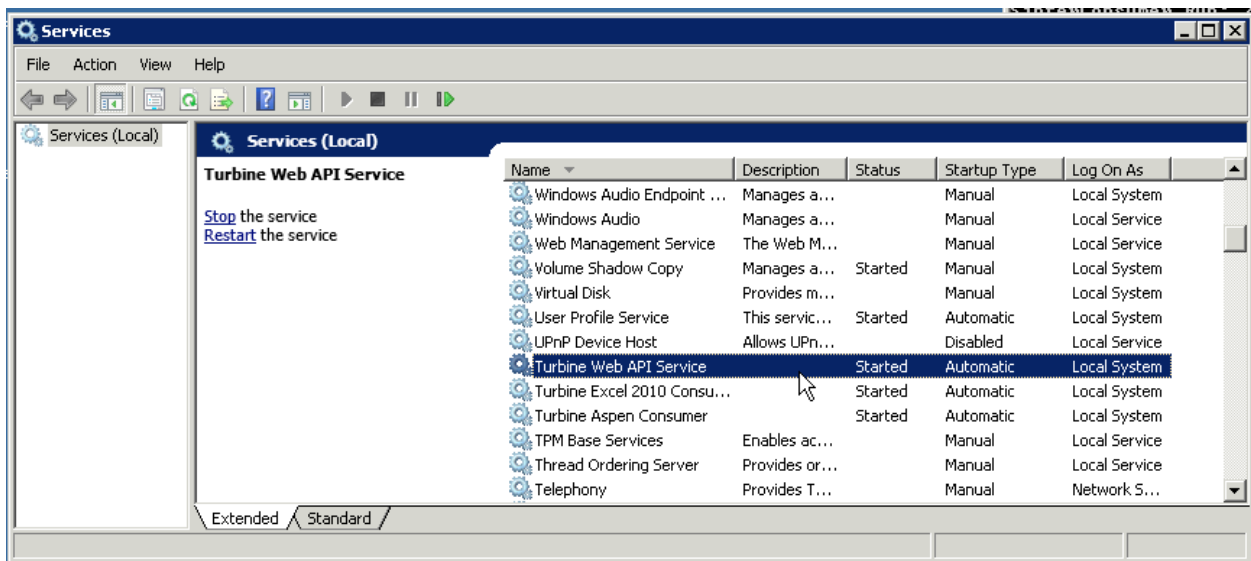 Services
File Action View Help
Services (Local)
Services (Local)
Turbine Web API Service
Stop the service
Restart the service
Name Description Status Startup Type Log On As
Windows Audio Endpoint ... Manages a... Manual Local System
Windows Audio Manages a... Manual Local Service
Web Management Service The Web M... Manual Local Service
Volume Shadow Copy Manages a... Started Manual Local System
Virtual Disk Provides m... Manual Local System
User Profile Service This servic... Started Automatic Local System
UPnP Device Host Allows UPn... Disabled Local Service
Turbine Web API Service Started Automatic Local System
Turbine Excel 2010 Consu... Started Automatic Local System
Turbine Aspen Consumer Started Automatic Local System
TPM Base Services Enables ac... Manual Local Service
Thread Ordering Server Provides or... Manual Local Service
Telephony Provides T... Manual Network S...
Extended Standard